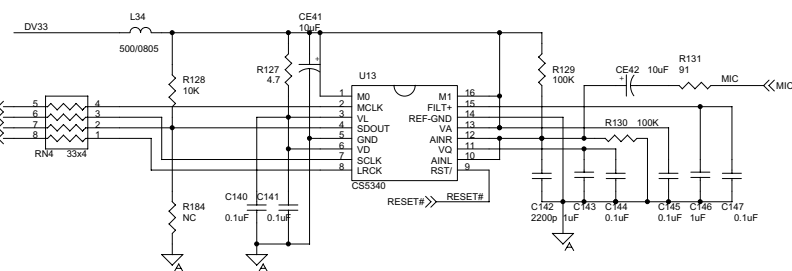 DV33
L34
500/0805
CE41
10uF
R128
10K
R127
4.7
U13
1 M0 M1 16
2 MCLK FILT+ 15
3 VL REF-GND 14
4 SDOUT VA 13
5 GND AINR 12
6 VD VQ 11
7 SCLK AINL 10
8 LRCK RST/ 9
CS5340
R129
100K
CE42 10uF
R131
91
MIC
MIC
5 4
6 3
7 2
8 1
RN4 33x4
R130 100K
RESET# RESET#
R184
NC
C140 C141
0.1uF 0.1uF
C142 C143 C144 C145 C146 C147
2200p 1uF 0.1uF 0.1uF 1uF 0.1uF
A A A